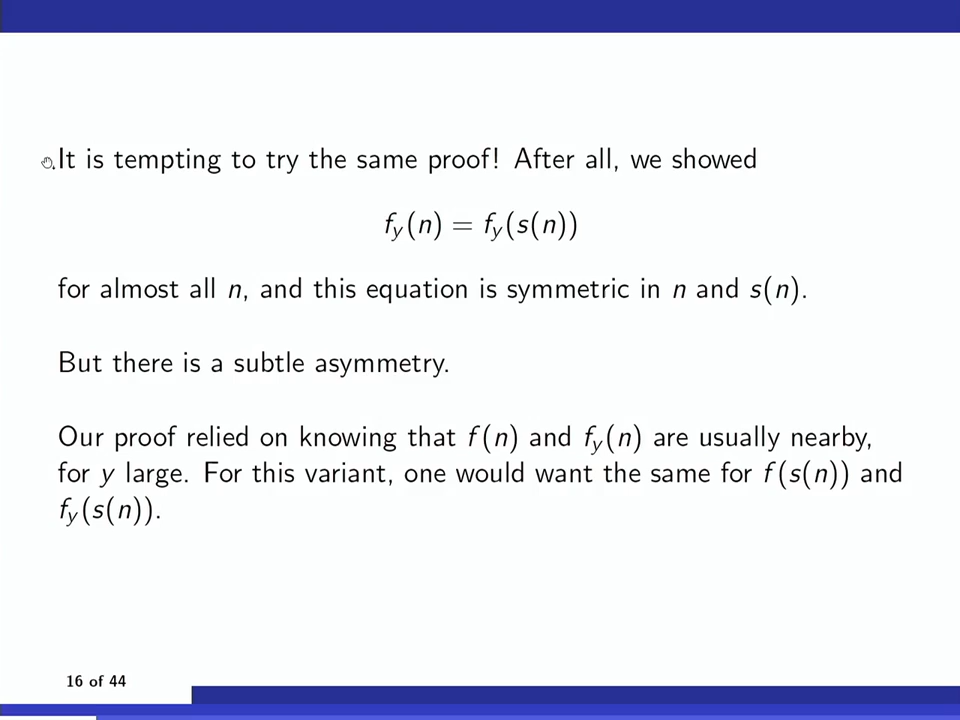 It is tempting to try the same proof! After all, we showed
f_y(n) = f_y(s(n))
for almost all n, and this equation is symmetric in n and s(n).
But there is a subtle asymmetry.
Our proof relied on knowing that f(n) and f_y(n) are usually nearby,
for y large. For this variant, one would want the same for f(s(n)) and
f_y(s(n)).
16 of 44